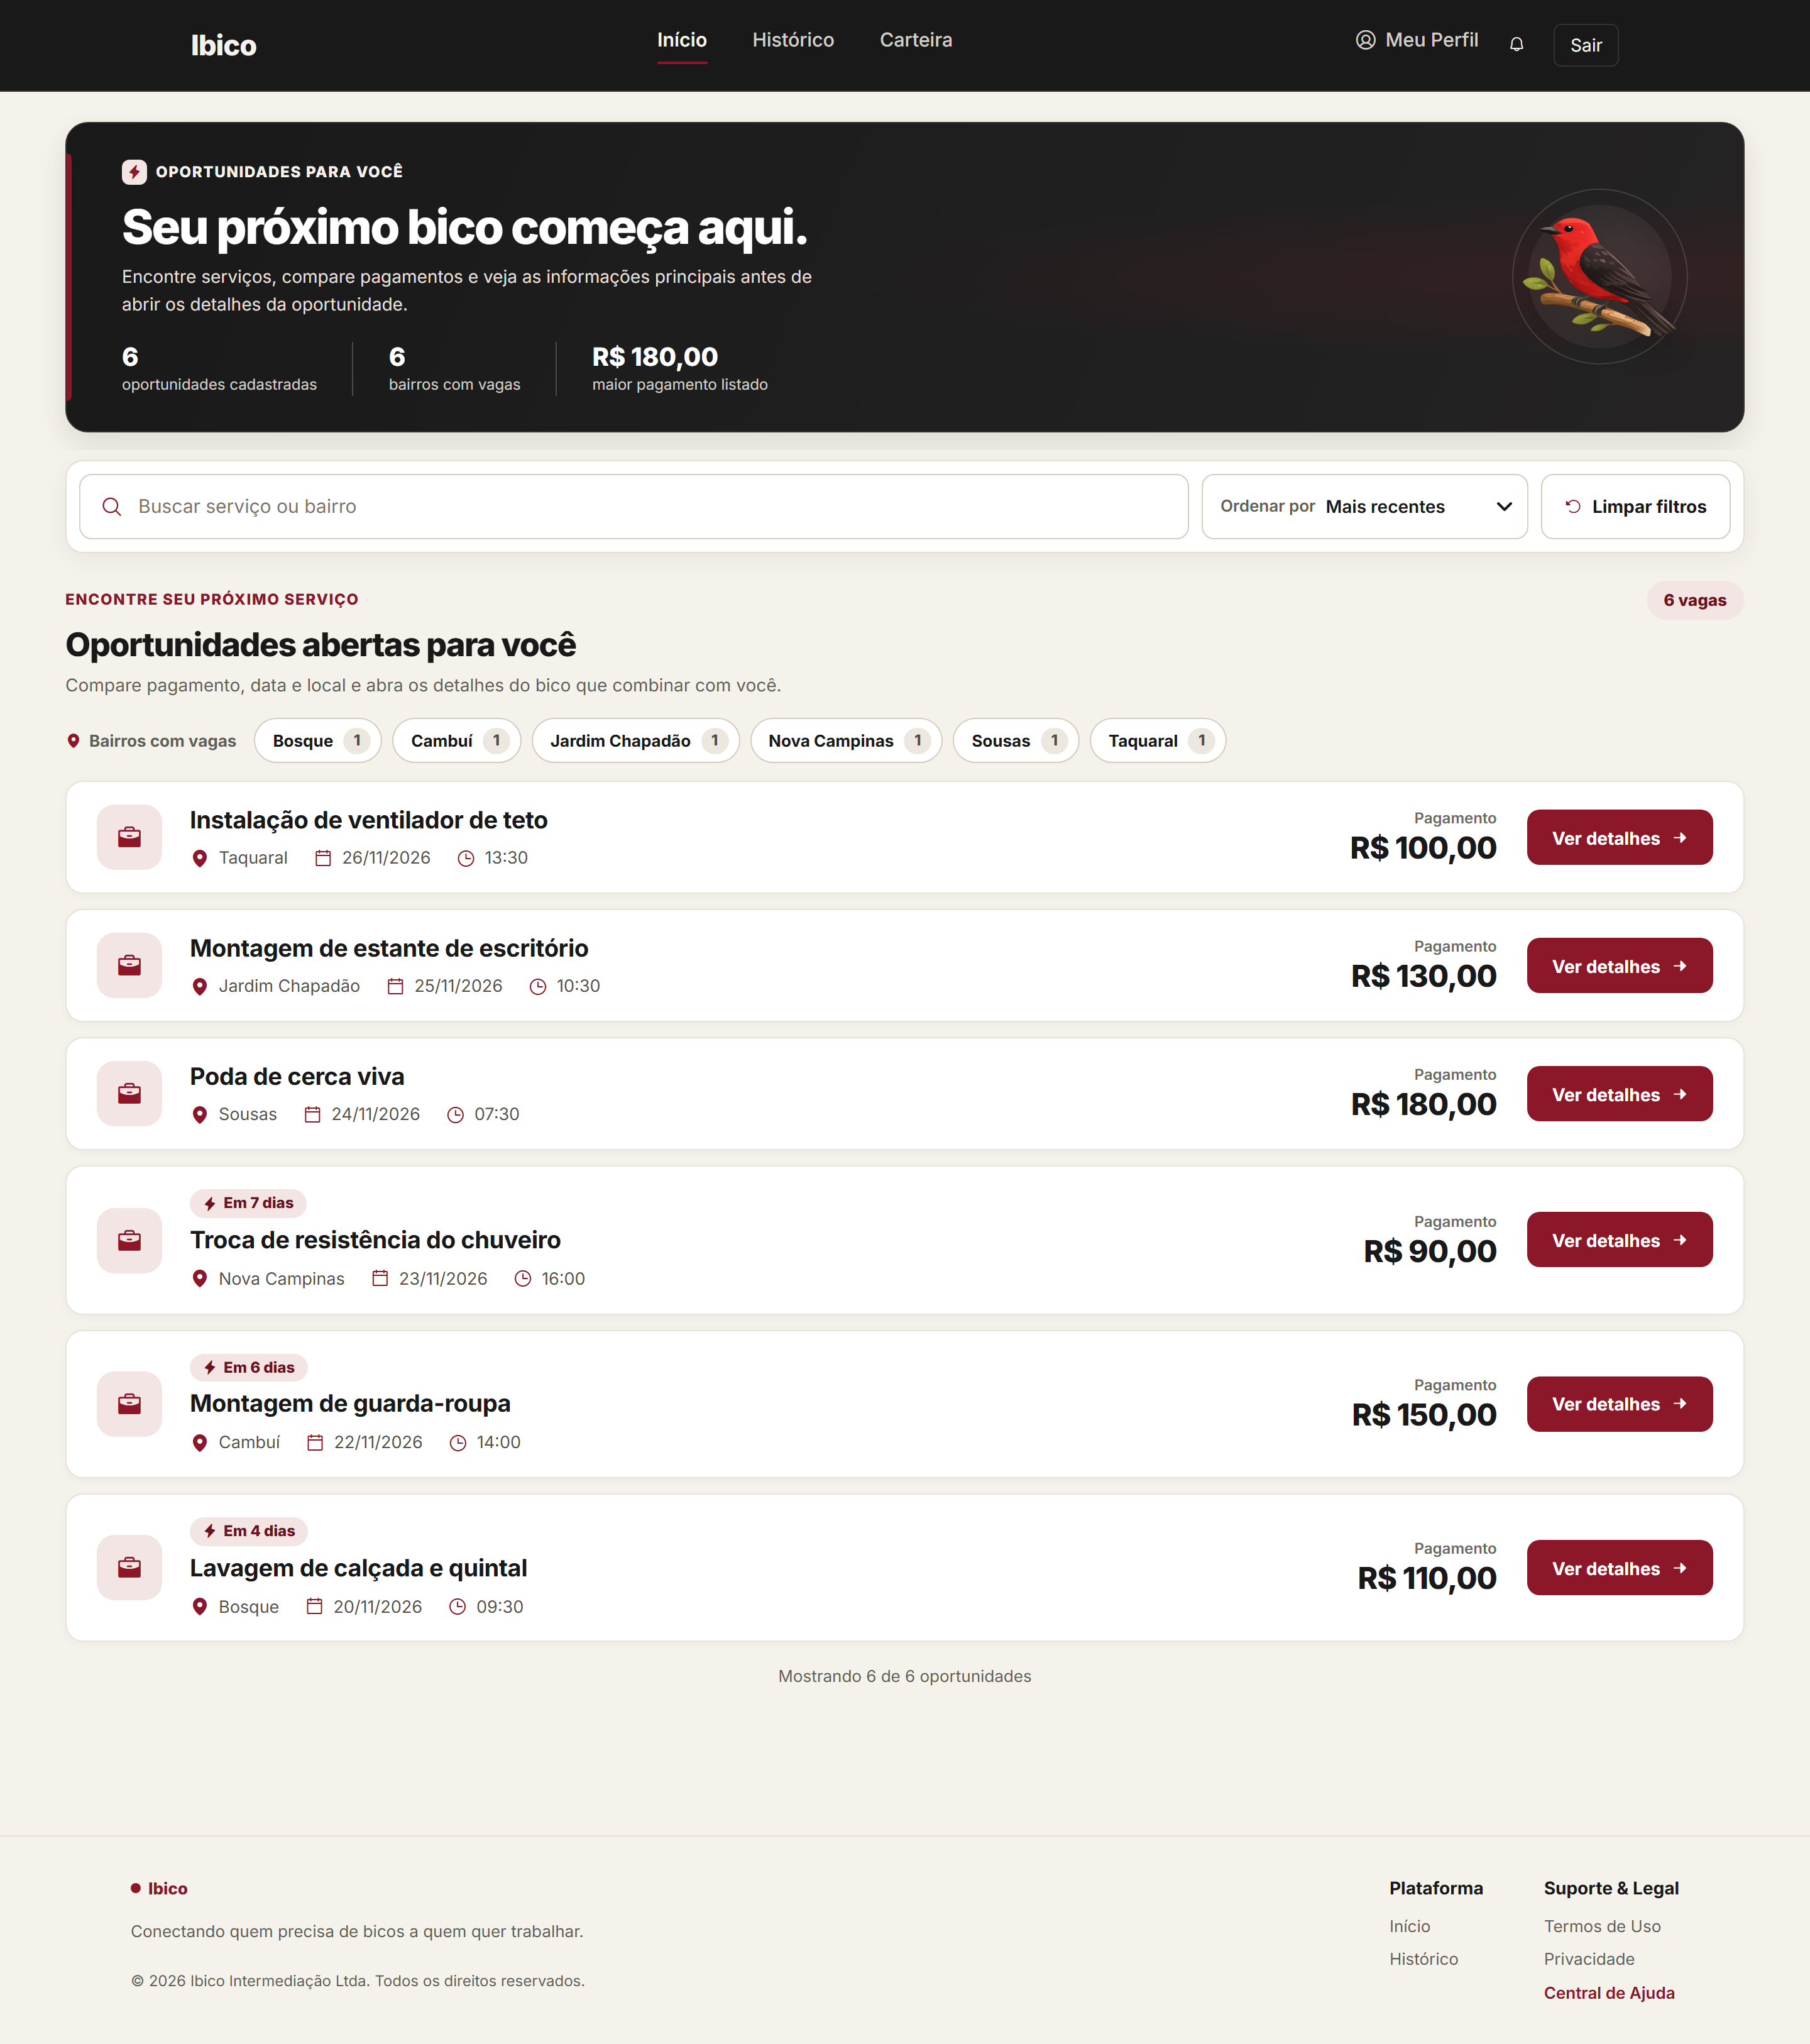 Ibico
Início Histórico Carteira
Meu Perfil
Sair
OPORTUNIDADES PARA VOCÊ
Seu próximo bico começa aqui.
Encontre serviços, compare pagamentos e veja as informações principais antes de
abrir os detalhes da oportunidade.
6
oportunidades cadastradas
6
bairros com vagas
R$ 180,00
maior pagamento listado
Buscar serviço ou bairro
Ordenar por Mais recentes
Limpar filtros
ENCONTRE SEU PRÓXIMO SERVIÇO
6 vagas
Oportunidades abertas para você
Compare pagamento, data e local e abra os detalhes do bico que combinar com você.
Bairros com vagas
Bosque 1
Cambuí 1
Jardim Chapadão 1
Nova Campinas 1
Sousas 1
Taquaral 1
Instalação de ventilador de teto
Taquaral 26/11/2026 13:30
Pagamento
R$ 100,00
Ver detalhes
Montagem de estante de escritório
Jardim Chapadão 25/11/2026 10:30
Pagamento
R$ 130,00
Ver detalhes
Poda de cerca viva
Sousas 24/11/2026 07:30
Pagamento
R$ 180,00
Ver detalhes
Em 7 dias
Troca de resistência do chuveiro
Nova Campinas 23/11/2026 16:00
Pagamento
R$ 90,00
Ver detalhes
Em 6 dias
Montagem de guarda-roupa
Cambuí 22/11/2026 14:00
Pagamento
R$ 150,00
Ver detalhes
Em 4 dias
Lavagem de calçada e quintal
Bosque 20/11/2026 09:30
Pagamento
R$ 110,00
Ver detalhes
Mostrando 6 de 6 oportunidades
Ibico
Conectando quem precisa de bicos a quem quer trabalhar.
© 2026 Ibico Intermediação Ltda. Todos os direitos reservados.
Plataforma
Início
Histórico
Suporte & Legal
Termos de Uso
Privacidade
Central de Ajuda